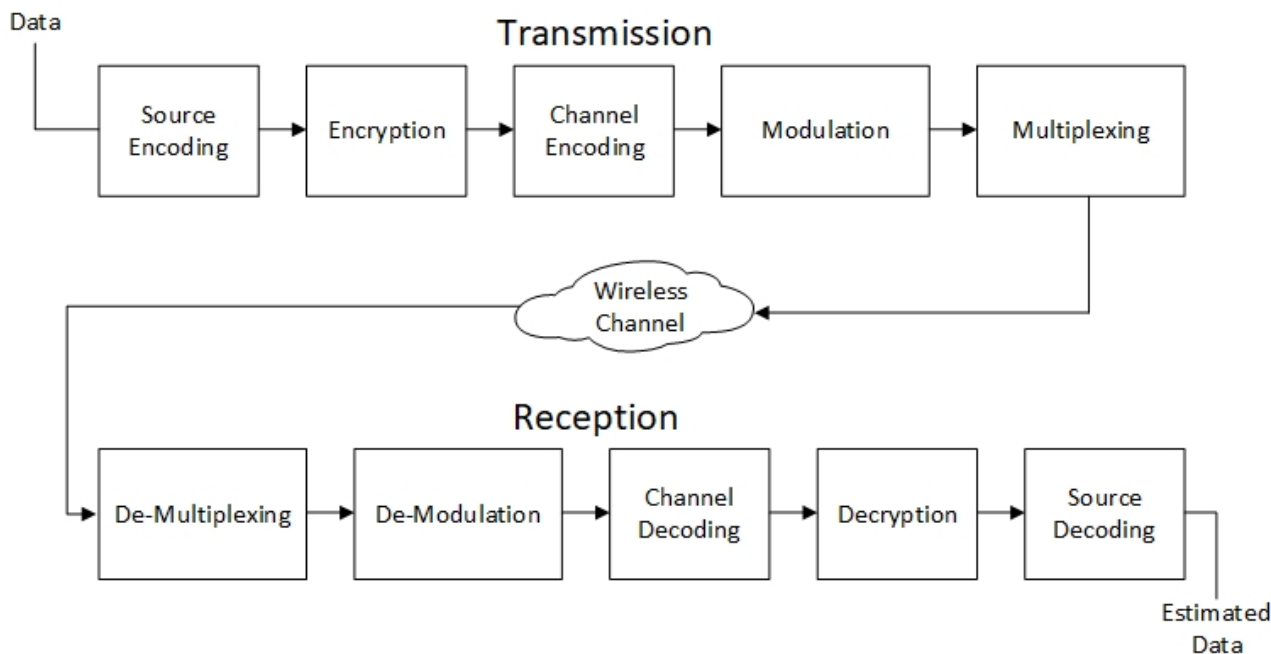 Data
Transmission
Source
Encoding
Encryption
Channel
Encoding
Modulation
Multiplexing
Wireless
Channel
Reception
De-Multiplexing
De-Modulation
Channel
Decoding
Decryption
Source
Decoding
Estimated
Data